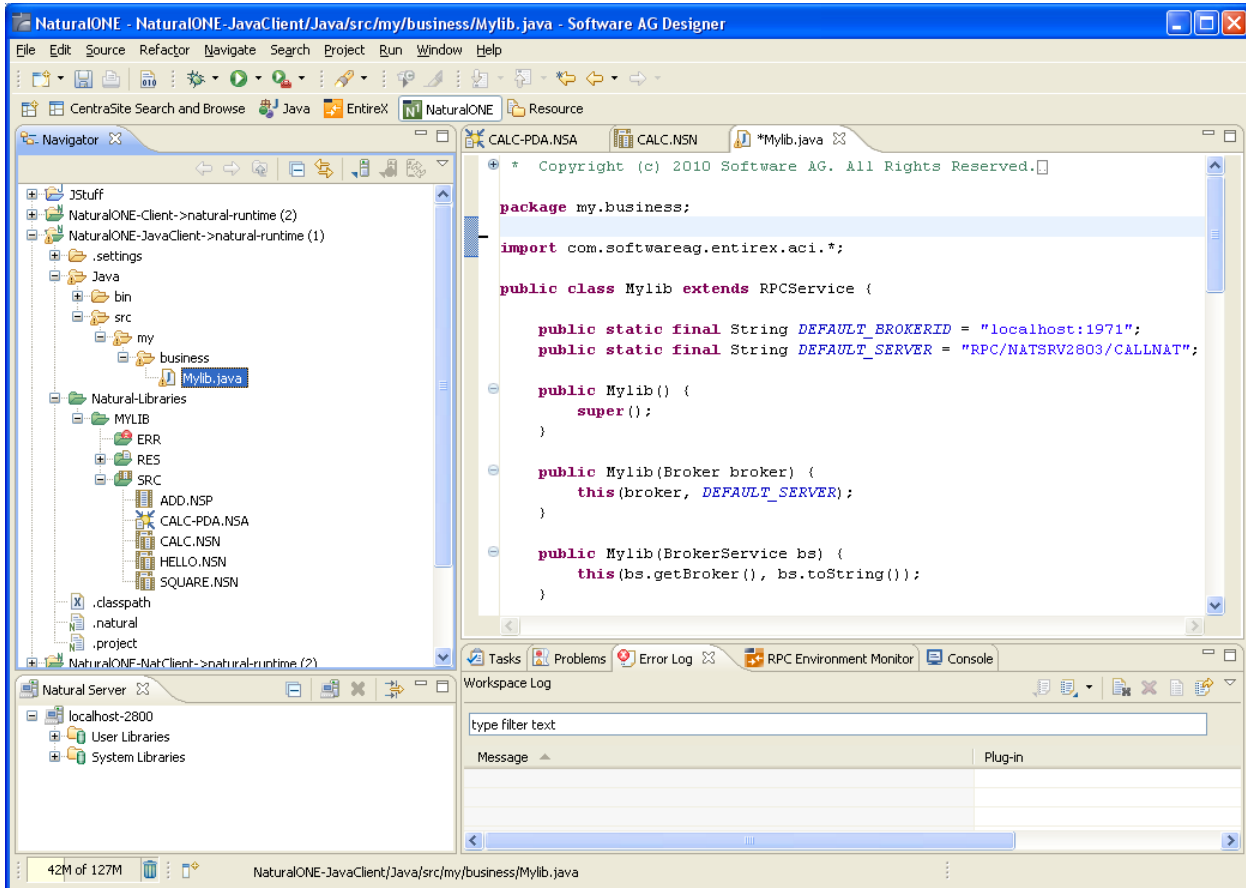 NaturalONE - NaturalONE-JavaClient/Java/src/my/business/Mylib.java - Software AG Designer
File Edit Source Refactor Navigate Search Project Run Window Help
CentraSite Search and Browse Java EntireX NaturalONE Resource
Navigator
JStuff
NaturalONE-Client->natural-runtime (2)
NaturalONE-JavaClient->natural-runtime (1)
.settings
Java
bin
src
my
business
Mylib.java
Natural-Libraries
MYLIB
ERR
RES
SRC
ADD.NSP
CALC-PDA.NSA
CALC.NSN
HELLO.NSN
SQUARE.NSN
.classpath
.natural
.project
NaturalONE-NatClient->natural-runtime (2)
CALC-PDA.NSA CALC.NSN *Mylib.java
* Copyright (c) 2010 Software AG. All Rights Reserved.
package my.business;
import com.softwareag.entirex.aci.*;
public class Mylib extends RPCService {
public static final String DEFAULT_BROKERID = "localhost:1971";
public static final String DEFAULT_SERVER = "RPC/NATSRV2803/CALLNAT";
public Mylib() {
super();
}
public Mylib(Broker broker) {
this(broker, DEFAULT_SERVER);
}
public Mylib(BrokerService bs) {
this(bs.getBroker(), bs.toString());
}
Natural Server
localhost-2800
User Libraries
System Libraries
Tasks Problems Error Log RPC Environment Monitor Console
Workspace Log
type filter text
Message Plug-in
42M of 127M NaturalONE-JavaClient/Java/src/my/business/Mylib.java